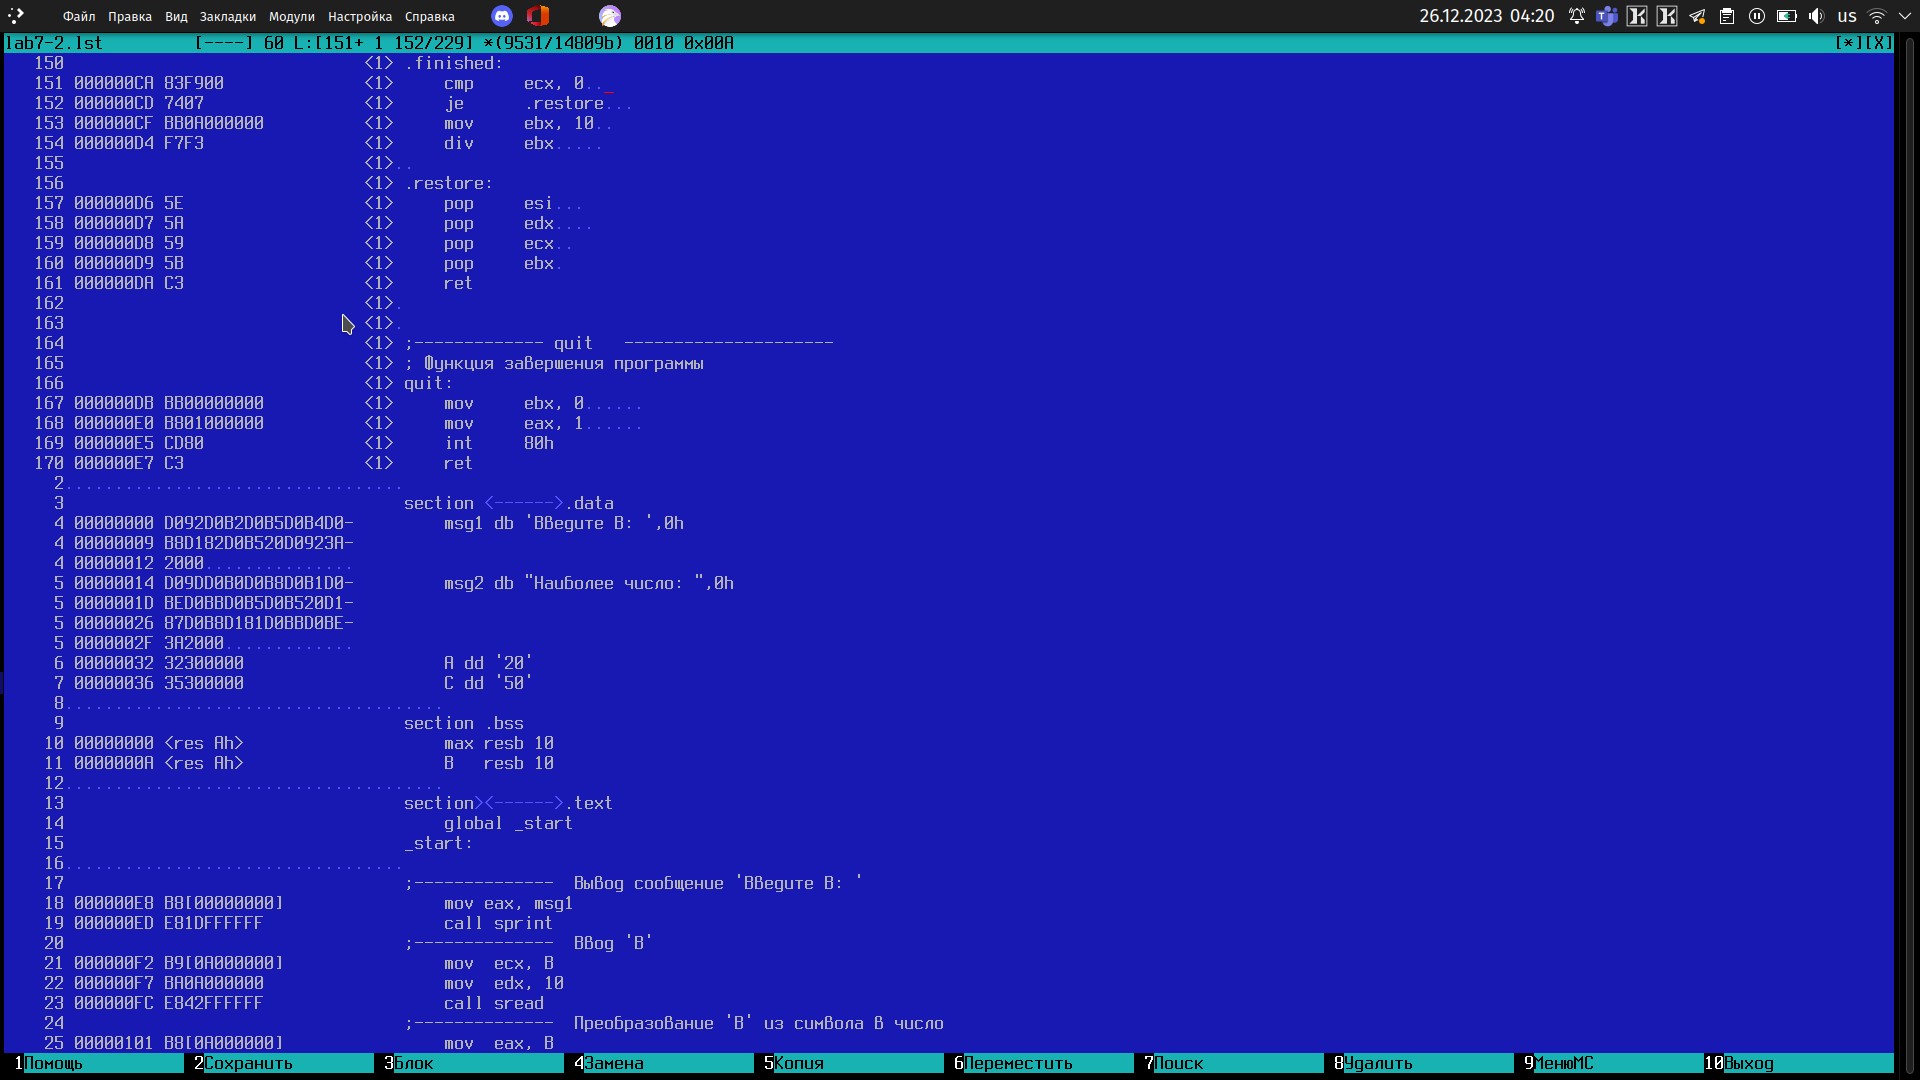 Файл Правка Вид Закладки Модули Настройка Справка 26.12.2023 04:20 us
lab7-2.lst [----] 60 L:[151+ 1 152/229] *(9531/14809b) 0010 0x00A [*][X]
150 <1> .finished:
151 000000CA 83F900 <1> cmp ecx, 0.._
152 000000CD 7407 <1> je .restore...
153 000000CF BB0A000000 <1> mov ebx, 10..
154 000000D4 F7F3 <1> div ebx.....
155 <1>..
156 <1> .restore:
157 000000D6 5E <1> pop esi...
158 000000D7 5A <1> pop edx....
159 000000D8 59 <1> pop ecx..
160 000000D9 5B <1> pop ebx.
161 000000DA C3 <1> ret
162 <1>.
163 <1>.
164 <1> ;------------- quit ---------------------
165 <1> ; Функция завершения программы
166 <1> quit:
167 000000DB BB00000000 <1> mov ebx, 0......
168 000000E0 B801000000 <1> mov eax, 1......
169 000000E5 CD80 <1> int 80h
170 000000E7 C3 <1> ret
2..................................
3 section <------>.data
4 00000000 D092D0B2D0B5D0B4D0- msg1 db 'Введите B: ',0h
4 00000009 B8D182D0B520D0923A-
4 00000012 2000...............
5 00000014 D09DD0B0D0B8D0B1D0- msg2 db "Наиболее число: ",0h
5 0000001D BED0BBD0B5D0B520D1-
5 00000026 87D0B8D181D0BBD0BE-
5 0000002F 3A2000.............
6 00000032 32300000 A dd '20'
7 00000036 35300000 C dd '50'
8......................................
9 section .bss
10 00000000 <res Ah> max resb 10
11 0000000A <res Ah> B resb 10
12......................................
13 section><------>.text
14 global _start
15 _start:
16..................................
17 ;-------------- Вывод сообщение 'Введите B: '
18 000000E8 B8[00000000] mov eax, msg1
19 000000ED E81DFFFFFF call sprint
20 ;-------------- Ввод 'B'
21 000000F2 B9[0A000000] mov ecx, B
22 000000F7 BA0A000000 mov edx, 10
23 000000FC E842FFFFFF call sread
24 ;-------------- Преобразование 'B' из символа в число
25 00000101 B8[0A000000] mov eax, B
1Помощь 2Сохранить 3Блок 4Замена 5Копия 6Переместить 7Поиск 8Удалить 9МенюMC 10Выход